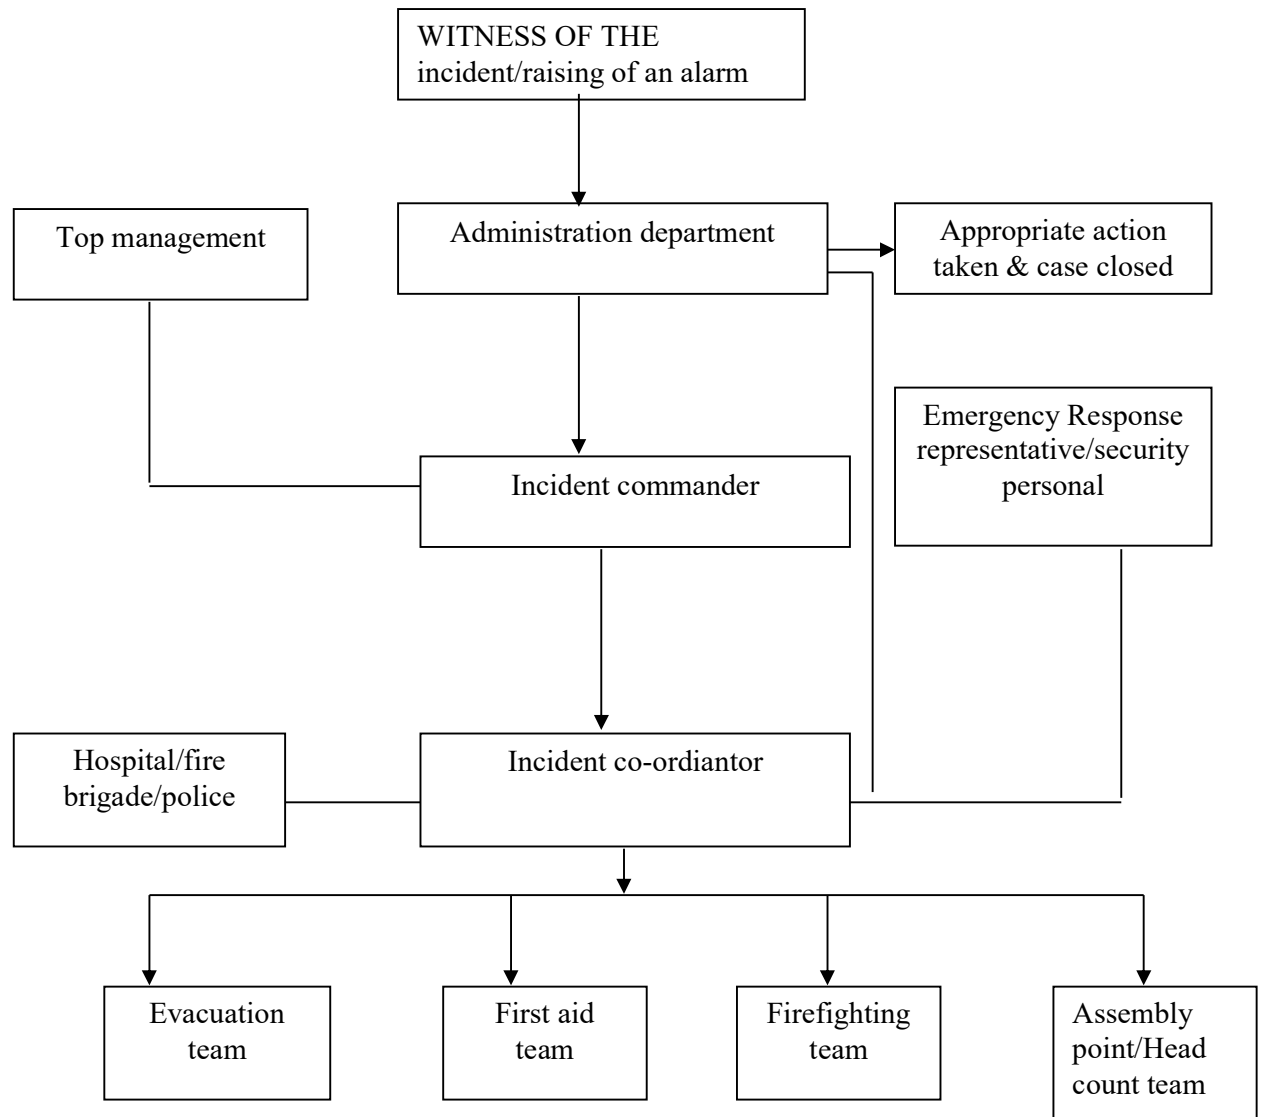 WITNESS OF THE
incident/raising of an alarm
Top management
Administration department
Appropriate action
taken & case closed
Emergency Response
representative/security
personal
Incident commander
Hospital/fire
brigade/police
Incident co-ordiantor
Evacuation
team
First aid
team
Firefighting
team
Assembly
point/Head
count team